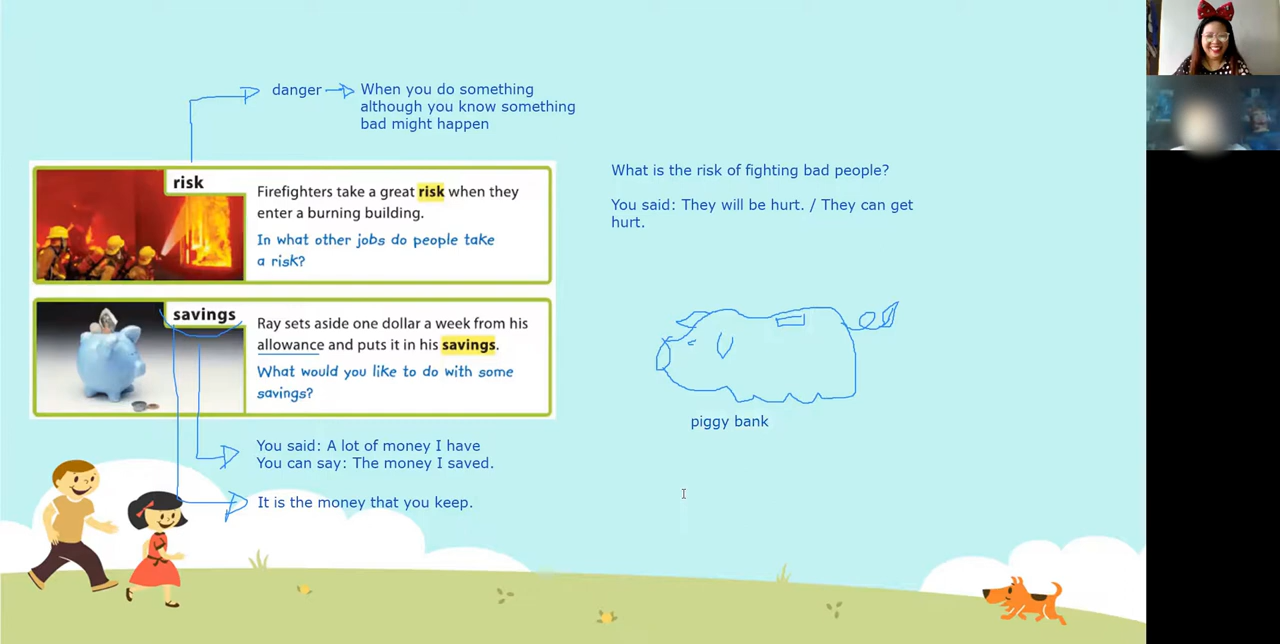 danger
When you do something
although you know something
bad might happen
risk
Firefighters take a great risk when they
enter a burning building.
In what other jobs do people take
a risk?
What is the risk of fighting bad people?
You said: They will be hurt. / They can get
hurt.
savings
Ray sets aside one dollar a week from his
allowance and puts it in his savings.
What would you like to do with some
savings?
piggy bank
You said: A lot of money I have
You can say: The money I saved.
It is the money that you keep.